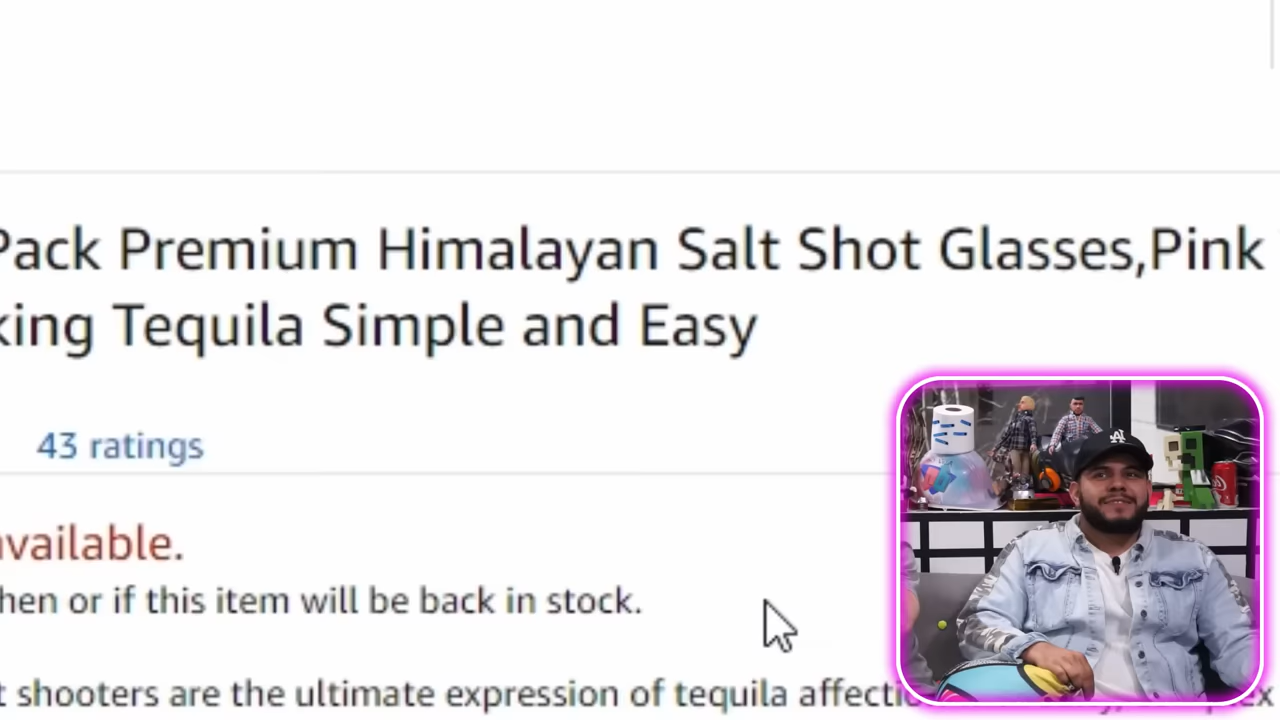 Pack Premium Himalayan Salt Shot Glasses,Pink
king Tequila Simple and Easy
43 ratings
vailable.
hen or if this item will be back in stock.
t shooters are the ultimate expression of tequila affectio